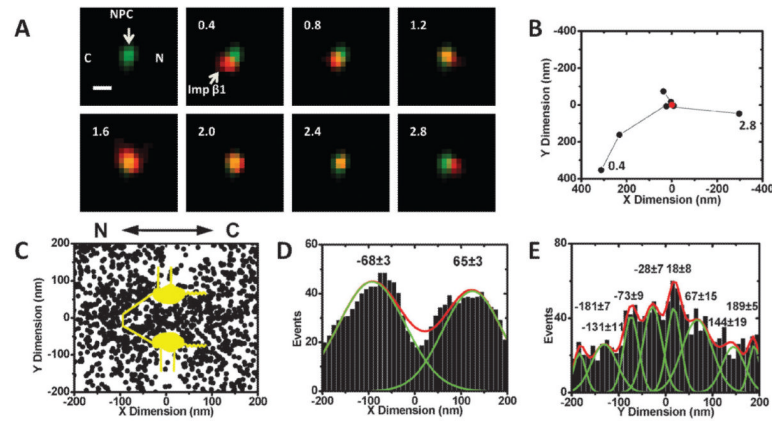 A
NPC
C
N
Imp β1
0.4
0.8
1.2
1.6
2.0
2.4
2.8
B
Y Dimension (nm)
-400
-200
0
200
400
2.8
0.4
400 200 0 -200 -400
X Dimension (nm)
C
N
C
Y Dimension (nm)
200
100
0
-100
-200
-200 -100 0 100 200
X Dimension (nm)
D
Events
60
40
20
0
-68±3
65±3
-200 -100 0 100 200
X Dimension (nm)
E
Events
80
40
0
-181±7
-131±11
-73±9
-28±7
18±8
67±15
144±19
189±5
-200 -100 0 100 200
Y Dimension (nm)